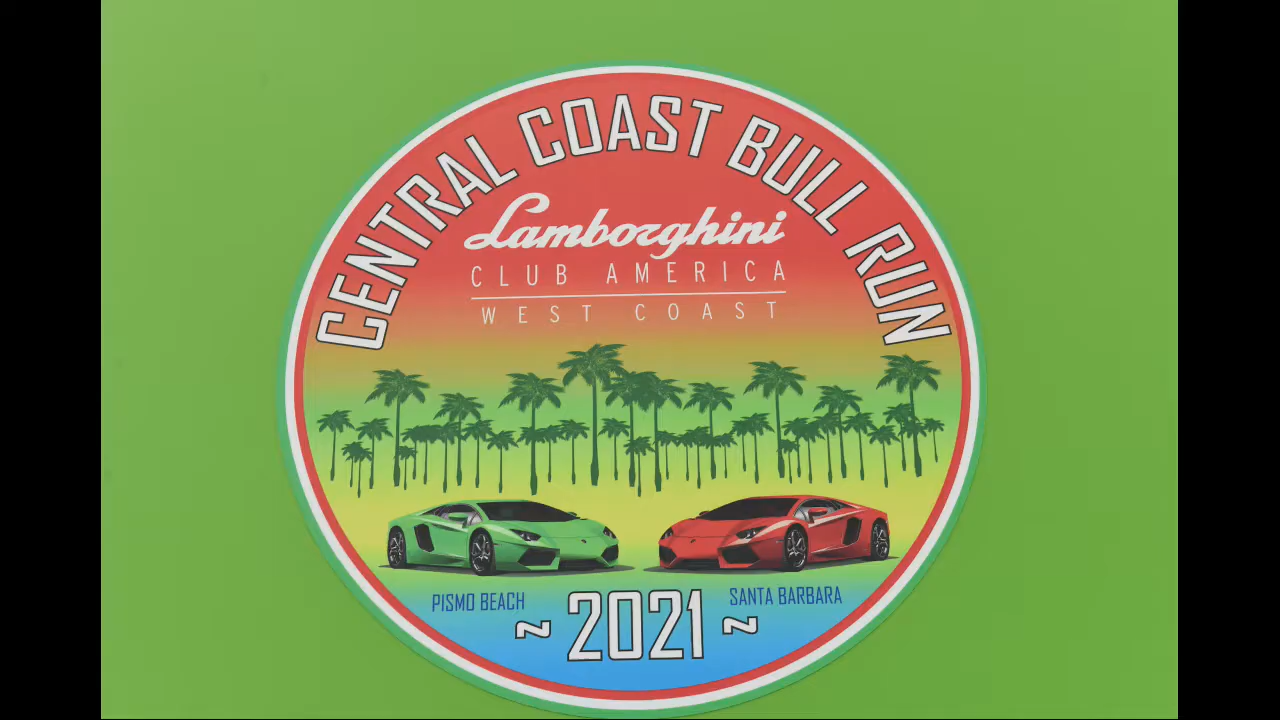 CENTRAL COAST BULL RUN
Lamborghini
CLUB AMERICA
WEST COAST
PISMO BEACH
SANTA BARBARA
~ 2021 ~